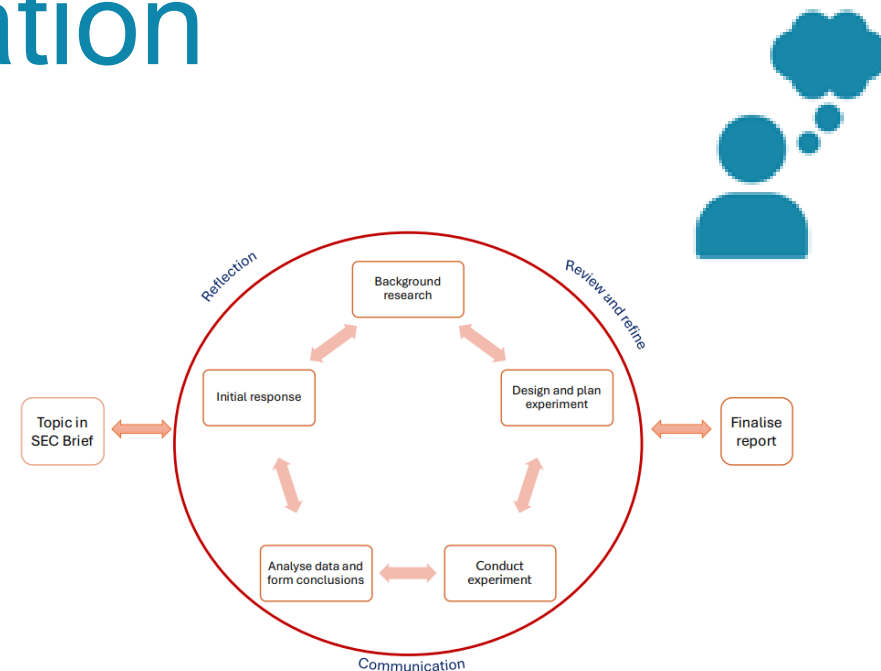 ation
Reflection
Review and refine
Background
research
Initial response
Design and plan
experiment
Topic in
SEC Brief
Finalise
report
Analyse data and
form conclusions
Conduct
experiment
Communication